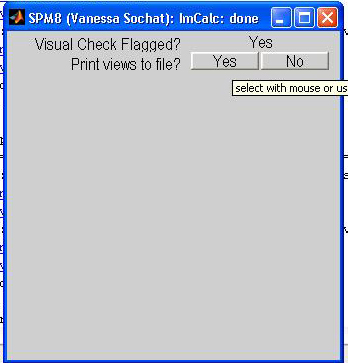 SPM8 (Vanessa Sochat): ImCalc: done
Visual Check Flagged? Yes
Print views to file? Yes No
select with mouse or us